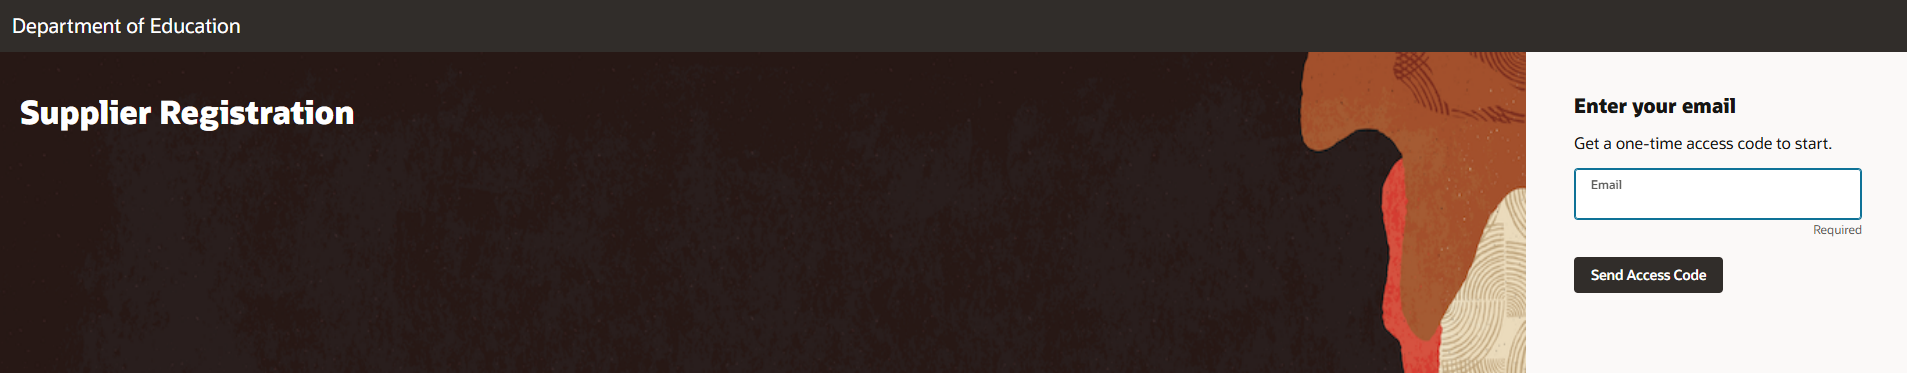 Department of Education
Supplier Registration
Enter your email
Get a one-time access code to start.
Email
Required
Send Access Code